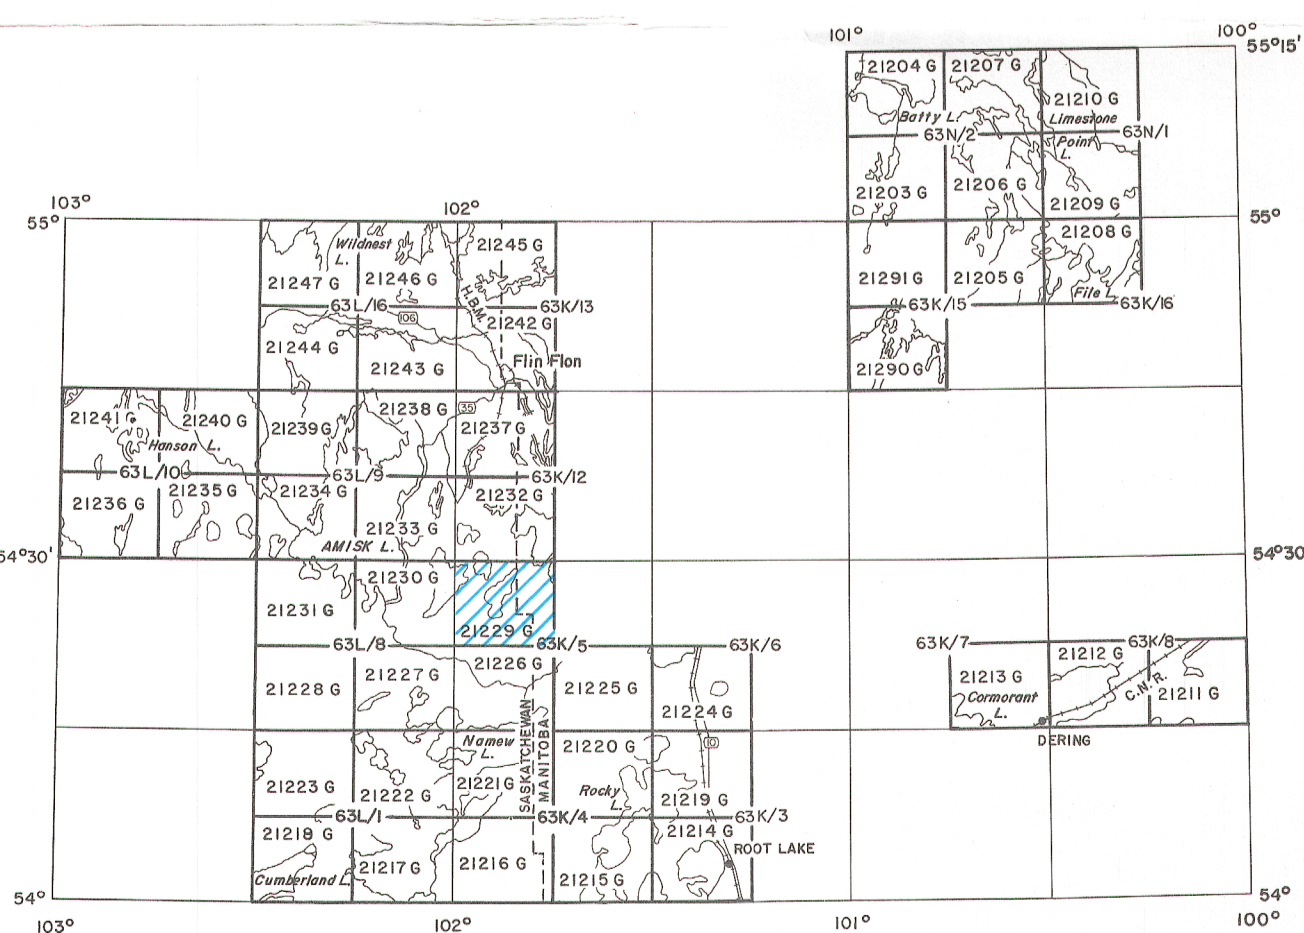 101°
100°
55°15'
21204 G
21207 G
21210 G
Batty L.
Limestone
Point
L.
63N/2
63N/1
21203 G
21206 G
21209 G
103°
102°
55°
55°
21208 G
Wildnest
L.
21245 G
21247 G
21246 G
21291 G
21205 G
File L.
H.B.M.
63L/16
63K/13
63K/15
63K/16
106
21242 G
21244 G
21243 G
Flin Flon
21290 G
21241 G
21240 G
21239 G
21238 G
35
21237 G
Hanson L.
63L/10
63L/9
63K/12
21236 G
21235 G
21234 G
21232 G
21233 G
AMISK L.
54°30'
54°30
21230 G
21231 G
21229 G
63L/8
63K/5
63K/6
63K/7
63K/8
21228 G
21227 G
21226 G
21225 G
21224 G
21213 G
21212 G
21211 G
Cormorant
L.
C.N.R.
DERING
SASKATCHEWAN
MANITOBA
Namew
L.
21220 G
10
21223 G
21222 G
21221 G
Rocky
L.
21219 G
63L/1
63K/4
63K/3
21218 G
21217 G
21216 G
21215 G
21214 G
ROOT LAKE
Cumberland L.
54°
54°
103°
102°
101°
100°